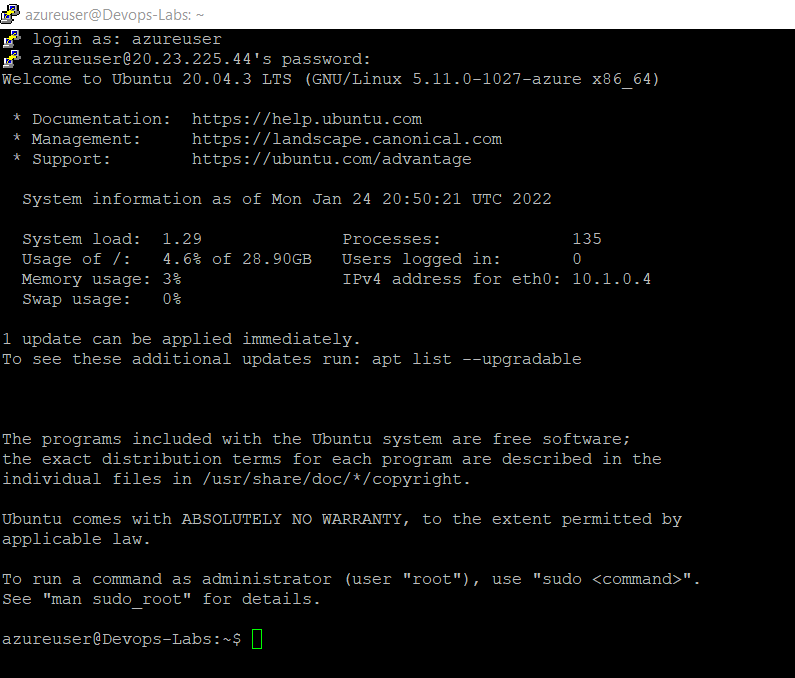 azureuser@Devops-Labs: ~
login as: azureuser
azureuser@20.23.225.44's password:
Welcome to Ubuntu 20.04.3 LTS (GNU/Linux 5.11.0-1027-azure x86_64)
* Documentation:  https://help.ubuntu.com
* Management:     https://landscape.canonical.com
* Support:        https://ubuntu.com/advantage
System information as of Mon Jan 24 20:50:21 UTC 2022
System load:  1.29              Processes:             135
Usage of /:   4.6% of 28.90GB   Users logged in:       0
Memory usage: 3%                IPv4 address for eth0: 10.1.0.4
Swap usage:   0%
1 update can be applied immediately.
To see these additional updates run: apt list --upgradable
The programs included with the Ubuntu system are free software;
the exact distribution terms for each program are described in the
individual files in /usr/share/doc/*/copyright.
Ubuntu comes with ABSOLUTELY NO WARRANTY, to the extent permitted by
applicable law.
To run a command as administrator (user "root"), use "sudo <command>".
See "man sudo_root" for details.
azureuser@Devops-Labs:~$